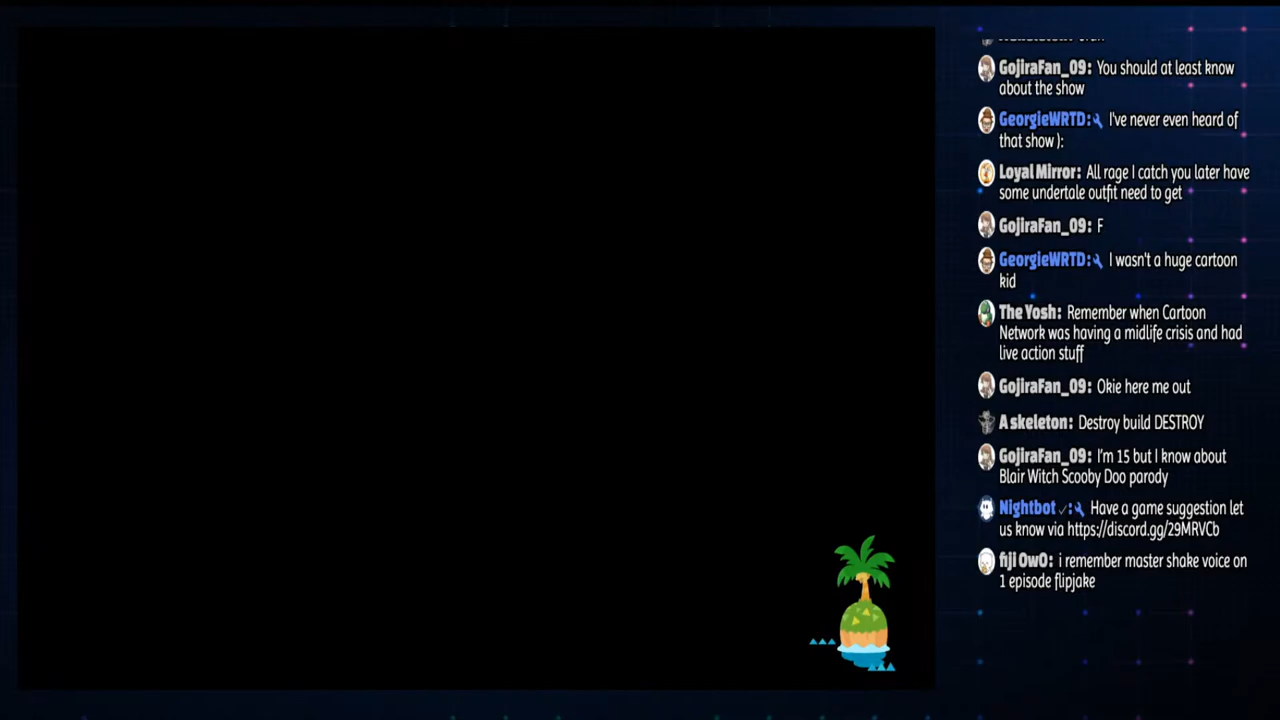 GojiraFan_09: You should at least know
about the show
GeorgieWRTD: I've never even heard of
that show ):
Loyal Mirror: All rage I catch you later have
some undertale outfit need to get
GojiraFan_09: F
GeorgieWRTD: I wasn't a huge cartoon
kid
The Yosh: Remember when Cartoon
Network was having a midlife crisis and had
live action stuff
GojiraFan_09: Okie here me out
A skeleton: Destroy build DESTROY
GojiraFan_09: I'm 15 but I know about
Blair Witch Scooby Doo parody
Nightbot ✓: Have a game suggestion let
us know via https://discord.gg/29MRVCb
fiji OwO: i remember master shake voice on
1 episode flipjake